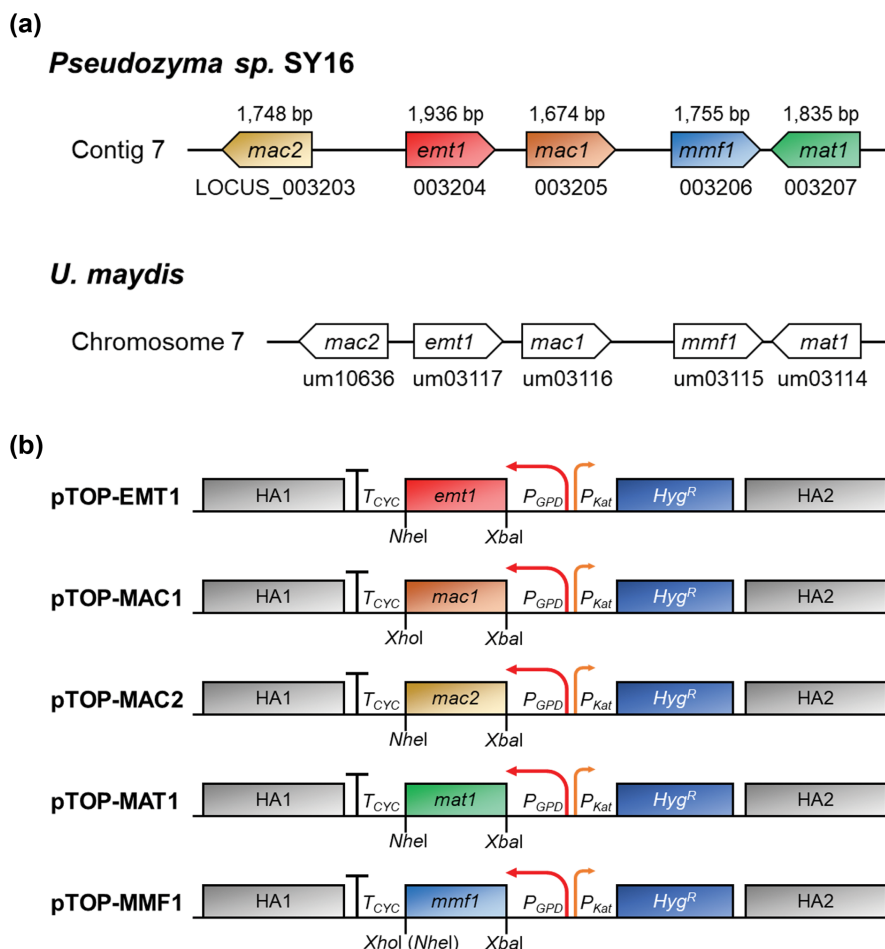 (a)
Pseudozyma sp. SY16
1,748 bp 1,936 bp 1,674 bp 1,755 bp 1,835 bp
Contig 7 mac2 emt1 mac1 mmf1 mat1
LOCUS_003203 003204 003205 003206 003207
U. maydis
Chromosome 7 mac2 emt1 mac1 mmf1 mat1
um10636 um03117 um03116 um03115 um03114
(b)
pTOP-EMT1 HA1 TCYC emt1 PGPD PKat HygR HA2
NheI XbaI
pTOP-MAC1 HA1 TCYC mac1 PGPD PKat HygR HA2
XhoI XbaI
pTOP-MAC2 HA1 TCYC mac2 PGPD PKat HygR HA2
NheI XbaI
pTOP-MAT1 HA1 TCYC mat1 PGPD PKat HygR HA2
NheI XbaI
pTOP-MMF1 HA1 TCYC mmf1 PGPD PKat HygR HA2
XhoI (NheI) XbaI